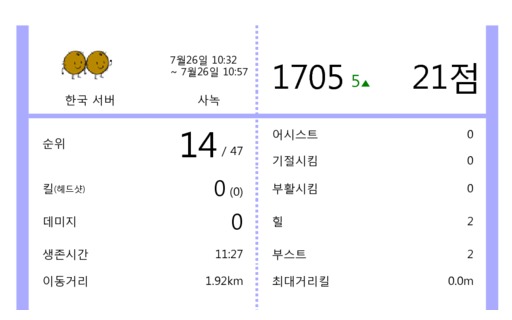 7월26일 10:32
~ 7월26일 10:57
한국 서버
사녹
1705 5▲
21점
순위
14 / 47
킬(헤드샷)
0 (0)
데미지
0
생존시간
11:27
이동거리
1.92km
어시스트
0
기절시킴
0
부활시킴
0
힐
2
부스트
2
최대거리킬
0.0m